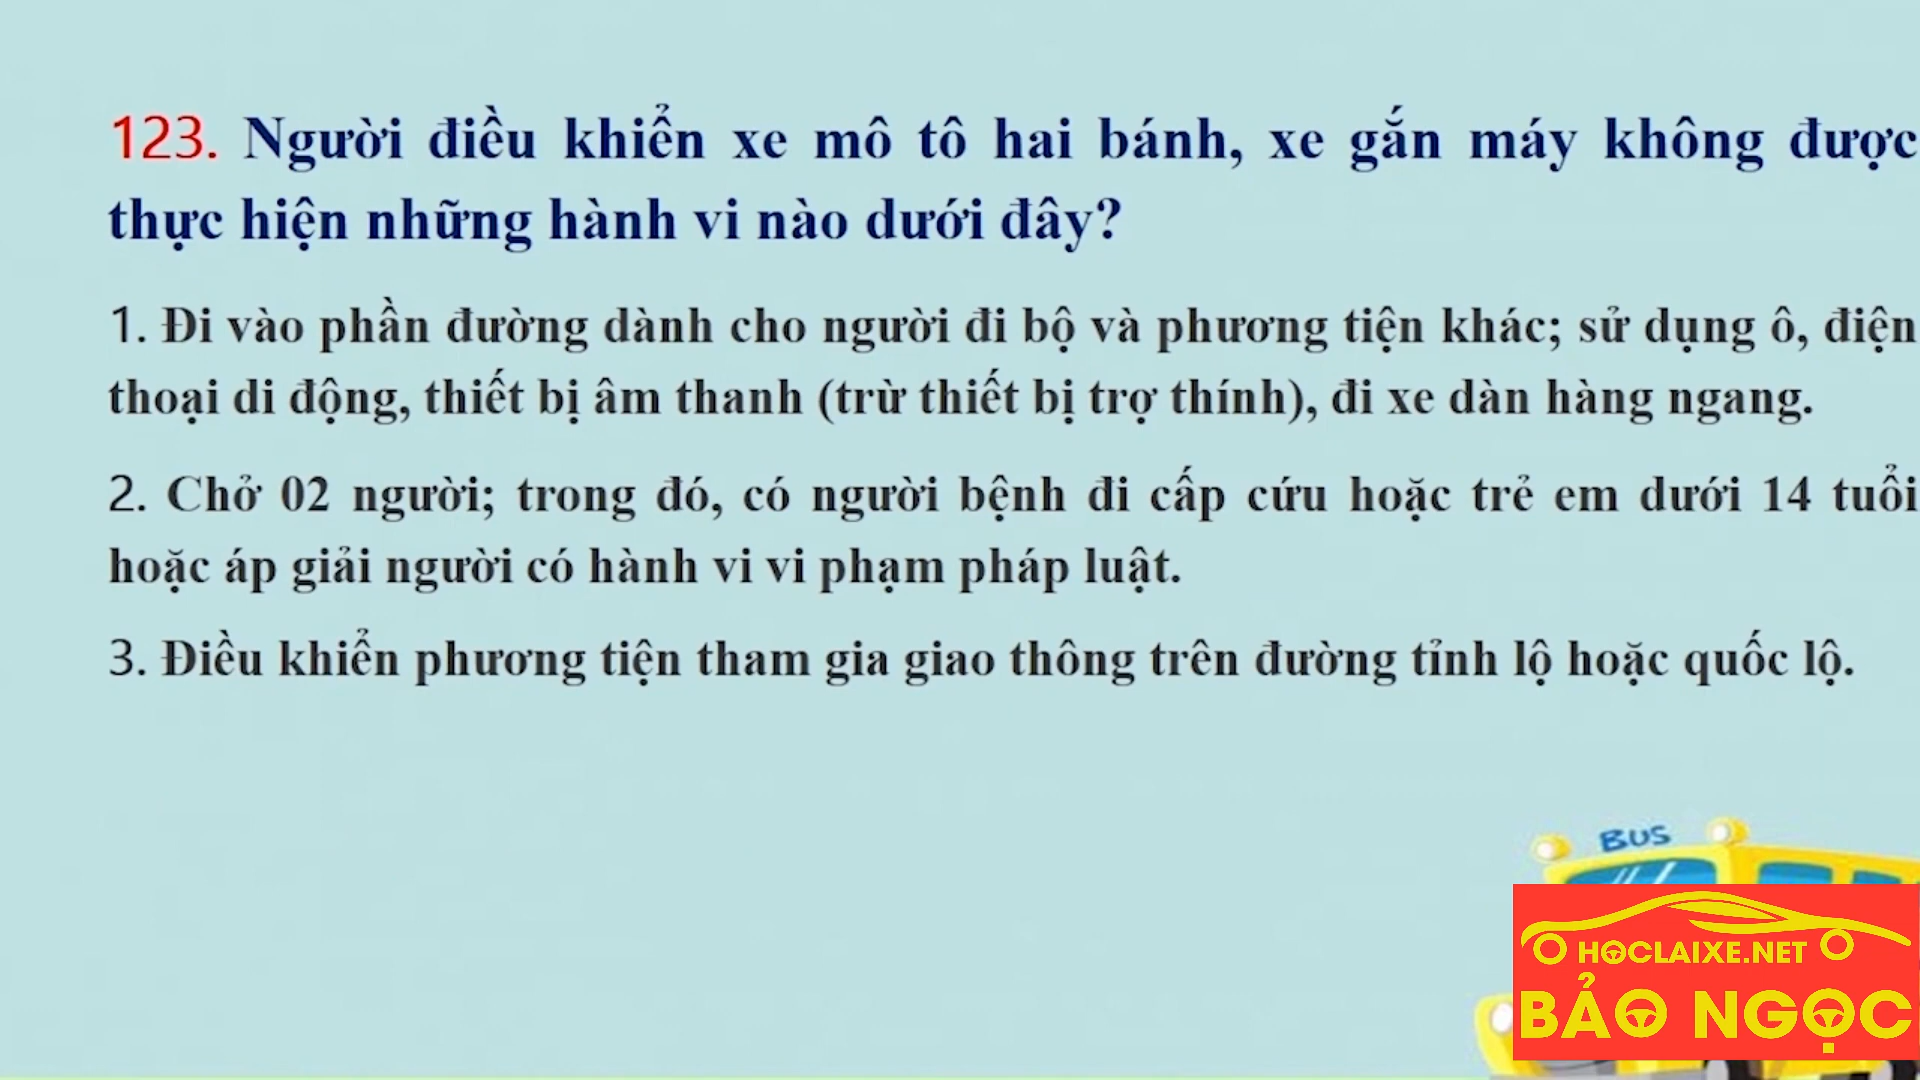 123. Người điều khiển xe mô tô hai bánh, xe gắn máy không được
thực hiện những hành vi nào dưới đây?
1. Đi vào phần đường dành cho người đi bộ và phương tiện khác; sử dụng ô, điện
thoại di động, thiết bị âm thanh (trừ thiết bị trợ thính), đi xe dàn hàng ngang.
2. Chở 02 người; trong đó, có người bệnh đi cấp cứu hoặc trẻ em dưới 14 tuổi
hoặc áp giải người có hành vi vi phạm pháp luật.
3. Điều khiển phương tiện tham gia giao thông trên đường tỉnh lộ hoặc quốc lộ.
BUS
HOCLAIXE.NET
BẢO NGỌC